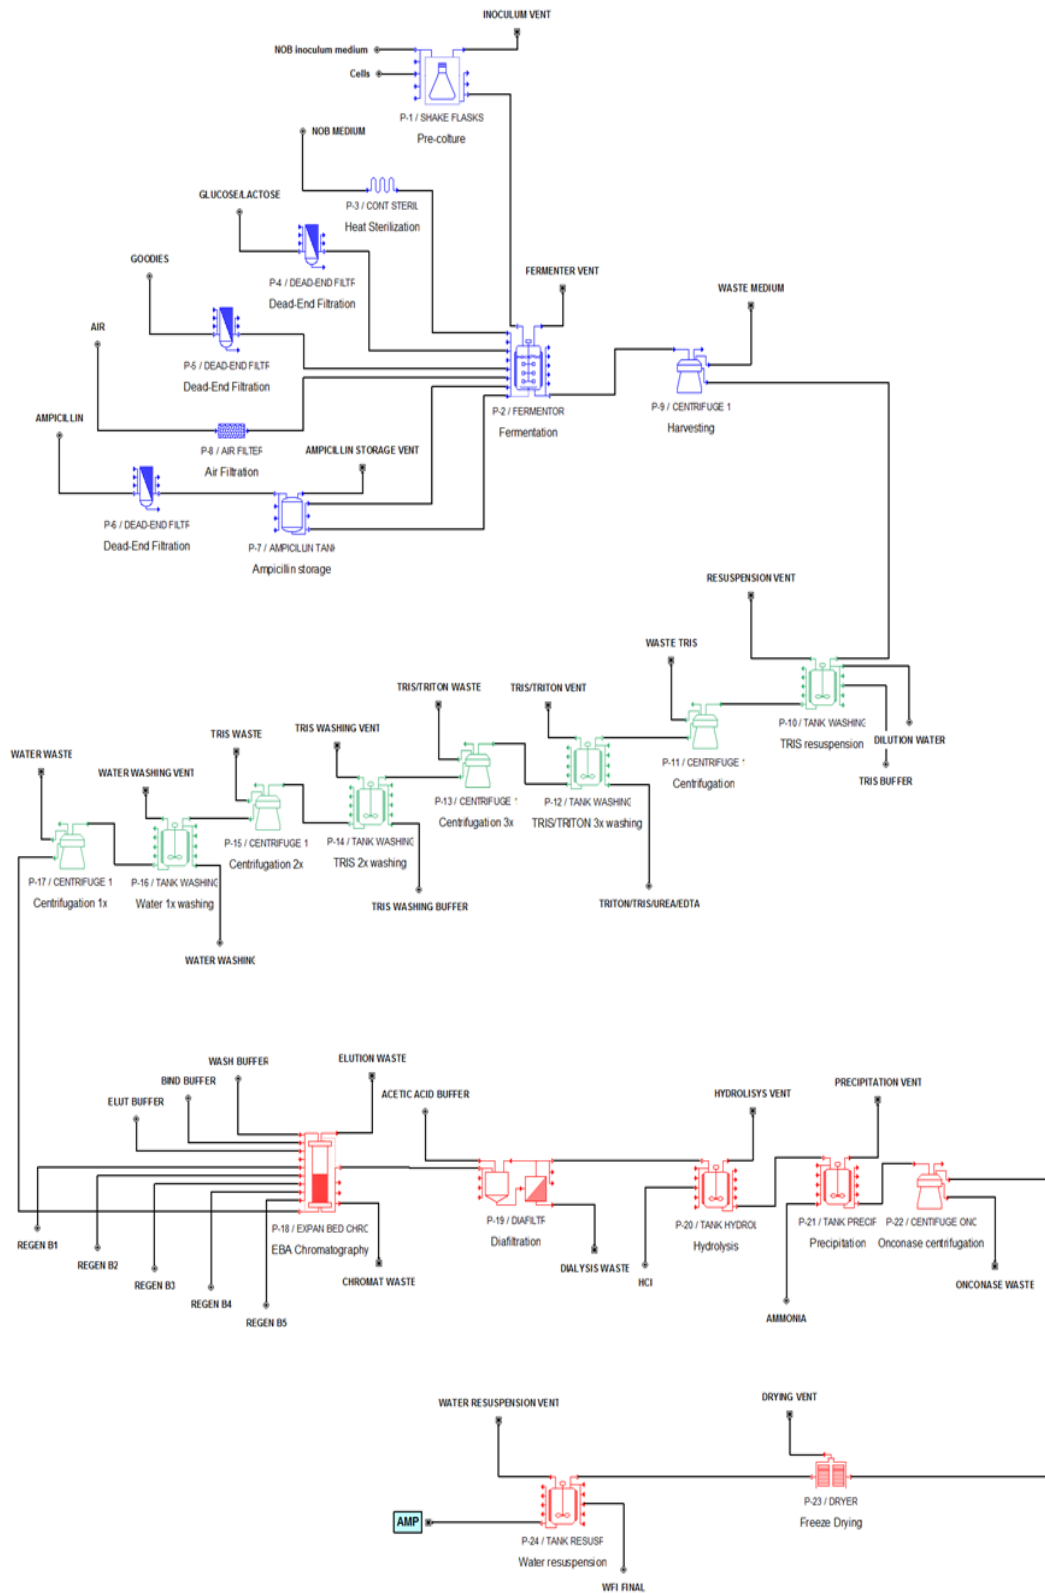 INOCULUM VENT
NOB inoculum medium
Cells
P-1 / SHAKE FLASKS
Pre-colture
NOB MEDIUM
P-3 / CONT STERIL
Heat Sterilization
GLUCOSE/LACTOSE
P-4 / DEAD-END FILTR
Dead-End Filtration
GOODIES
FERMENTER VENT
WASTE MEDIUM
P-5 / DEAD-END FILTR
Dead-End Filtration
AIR
P-2 / FERMENTOR
Fermentation
P-9 / CENTRIFUGE 1
Harvesting
AMPICILLIN
P-8 / AIR FILTER
Air Filtration
AMPICILLIN STORAGE VENT
P-6 / DEAD-END FILTR
Dead-End Filtration
P-7 / AMPICILLIN TANK
Ampicillin storage
RESUSPENSION VENT
WASTE TRIS
P-10 / TANK WASHING
TRIS resuspension
DILUTION WATER
TRIS BUFFER
TRIS/TRITON WASTE
TRIS/TRITON VENT
P-11 / CENTRIFUGE 1
Centrifugation
TRIS WASHING VENT
TRIS WASTE
WATER WASHING VENT
WATER WASTE
P-13 / CENTRIFUGE 1
Centrifugation 3x
P-12 / TANK WASHING
TRIS/TRITON 3x washing
P-15 / CENTRIFUGE 1
Centrifugation 2x
P-14 / TANK WASHING
TRIS 2x washing
P-17 / CENTRIFUGE 1
Centrifugation 1x
P-16 / TANK WASHING
Water 1x washing
TRIS WASHING BUFFER
TRITON/TRIS/UREA/EDTA
WATER WASHING
WASH BUFFER
ELUTION WASTE
BIND BUFFER
ELUT BUFFER
ACETIC ACID BUFFER
HYDROLISYS VENT
PRECIPITATION VENT
P-18 / EXPAN BED CHRC
EBA Chromatography
P-19 / DIAFILTR
Diafiltration
P-20 / TANK HYDROL
Hydrolysis
P-21 / TANK PRECIF
Precipitation
P-22 / CENTIFUGE ONC
Onconase centrifugation
REGEN B1
REGEN B2
REGEN B3
REGEN B4
REGEN B5
CHROMAT WASTE
DIALYSIS WASTE
HCl
AMMONIA
ONCONASE WASTE
WATER RESUSPENSION VENT
DRYING VENT
P-23 / DRYER
Freeze Drying
AMP
P-24 / TANK RESUSF
Water resuspension
WFI FINAL